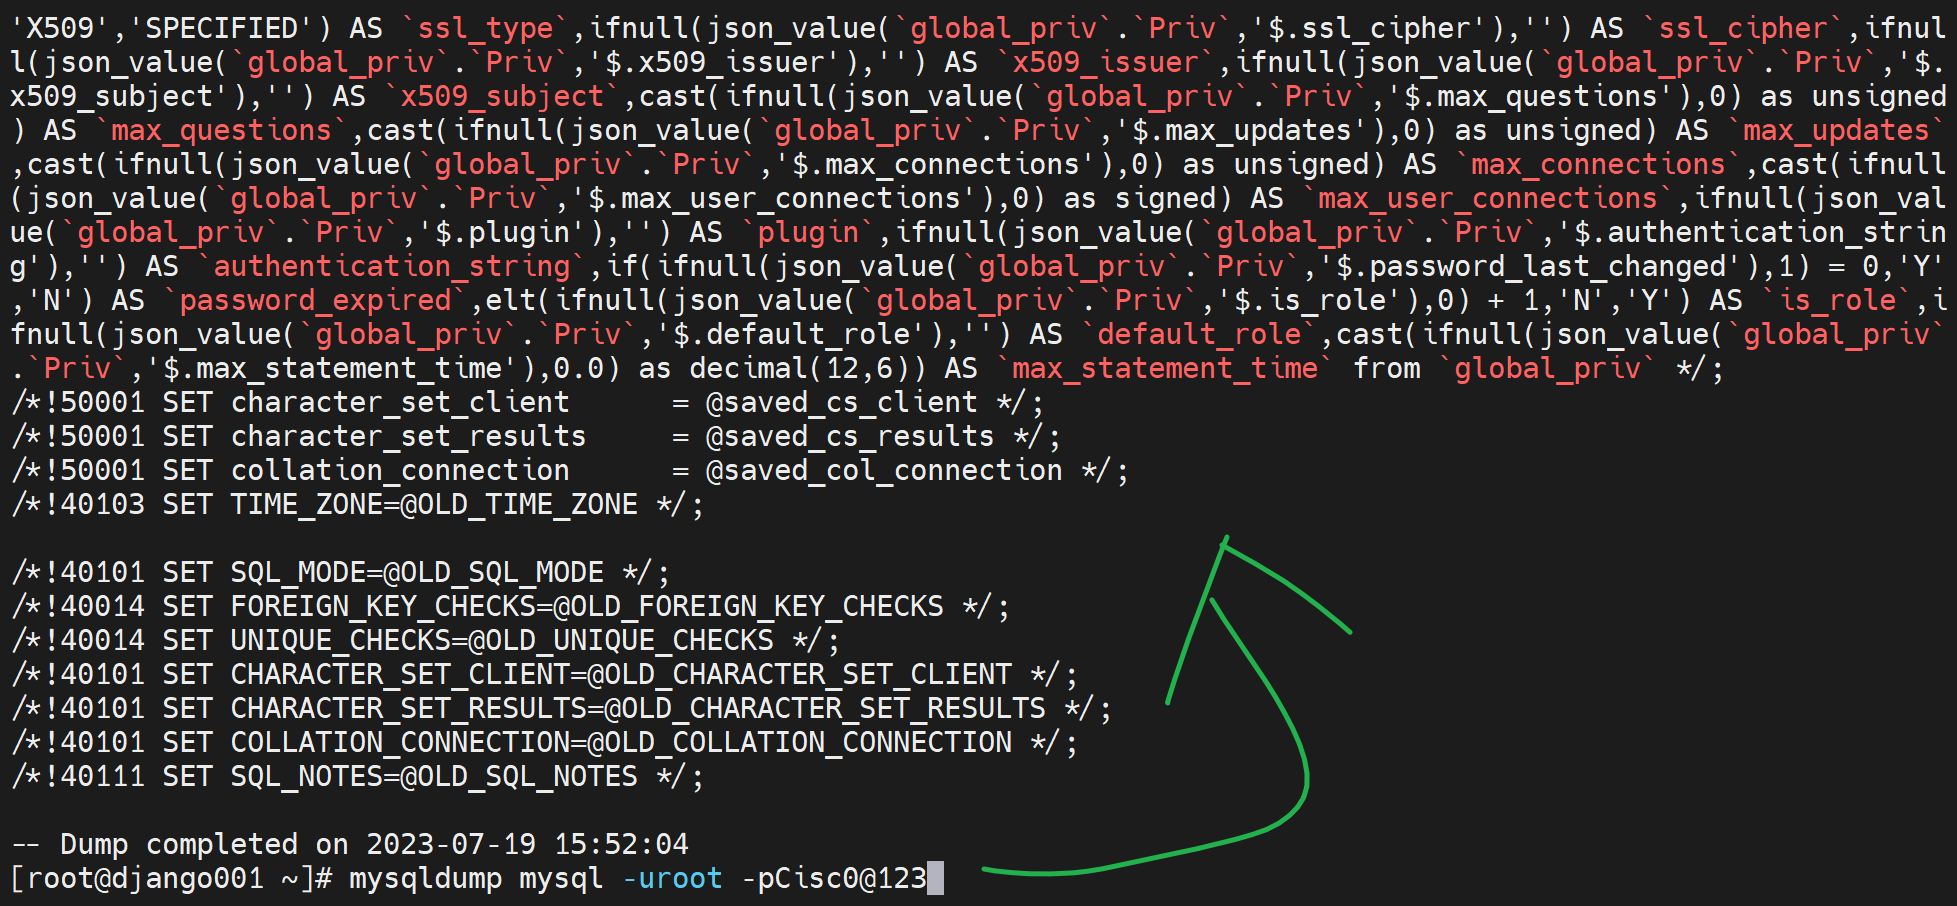 'X509','SPECIFIED') AS `ssl_type`,ifnull(json_value(`global_priv`.`Priv`,'$.ssl_cipher'),'') AS `ssl_cipher`,ifnul
l(json_value(`global_priv`.`Priv`,'$.x509_issuer'),'') AS `x509_issuer`,ifnull(json_value(`global_priv`.`Priv`,'$.
x509_subject'),'') AS `x509_subject`,cast(ifnull(json_value(`global_priv`.`Priv`,'$.max_questions'),0) as unsigned
) AS `max_questions`,cast(ifnull(json_value(`global_priv`.`Priv`,'$.max_updates'),0) as unsigned) AS `max_updates`
,cast(ifnull(json_value(`global_priv`.`Priv`,'$.max_connections'),0) as unsigned) AS `max_connections`,cast(ifnull
(json_value(`global_priv`.`Priv`,'$.max_user_connections'),0) as signed) AS `max_user_connections`,ifnull(json_val
ue(`global_priv`.`Priv`,'$.plugin'),'') AS `plugin`,ifnull(json_value(`global_priv`.`Priv`,'$.authentication_strin
g'),'') AS `authentication_string`,if(ifnull(json_value(`global_priv`.`Priv`,'$.password_last_changed'),1) = 0,'Y'
,'N') AS `password_expired`,elt(ifnull(json_value(`global_priv`.`Priv`,'$.is_role'),0) + 1,'N','Y') AS `is_role`,i
fnull(json_value(`global_priv`.`Priv`,'$.default_role'),'') AS `default_role`,cast(ifnull(json_value(`global_priv`
.`Priv`,'$.max_statement_time'),0.0) as decimal(12,6)) AS `max_statement_time` from `global_priv` */;
/*!50001 SET character_set_client      = @saved_cs_client */;
/*!50001 SET character_set_results     = @saved_cs_results */;
/*!50001 SET collation_connection      = @saved_col_connection */;
/*!40103 SET TIME_ZONE=@OLD_TIME_ZONE */;
/*!40101 SET SQL_MODE=@OLD_SQL_MODE */;
/*!40014 SET FOREIGN_KEY_CHECKS=@OLD_FOREIGN_KEY_CHECKS */;
/*!40014 SET UNIQUE_CHECKS=@OLD_UNIQUE_CHECKS */;
/*!40101 SET CHARACTER_SET_CLIENT=@OLD_CHARACTER_SET_CLIENT */;
/*!40101 SET CHARACTER_SET_RESULTS=@OLD_CHARACTER_SET_RESULTS */;
/*!40101 SET COLLATION_CONNECTION=@OLD_COLLATION_CONNECTION */;
/*!40111 SET SQL_NOTES=@OLD_SQL_NOTES */;
-- Dump completed on 2023-07-19 15:52:04
[root@django001 ~]# mysqldump mysql -uroot -pCisc0@123